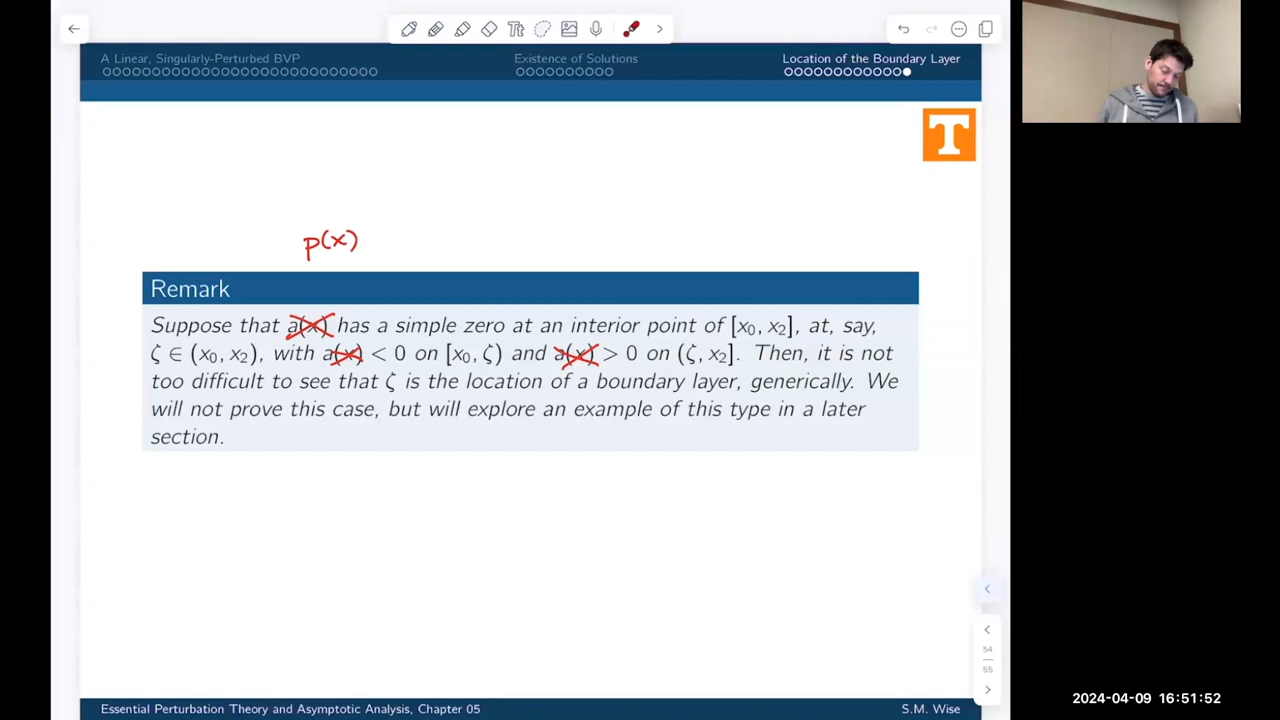 A Linear, Singularly-Perturbed BVP
Existence of Solutions
Location of the Boundary Layer
T
p(x)
Remark
Suppose that a(x) has a simple zero at an interior point of [x₀, x₂], at, say,
ζ ∈ (x₀, x₂), with a(x) < 0 on [x₀, ζ) and a(x) > 0 on (ζ, x₂]. Then, it is not
too difficult to see that ζ is the location of a boundary layer, generically. We
will not prove this case, but will explore an example of this type in a later
section.
54
55
Essential Perturbation Theory and Asymptotic Analysis, Chapter 05
S.M. Wise
2024-04-09 16:51:52